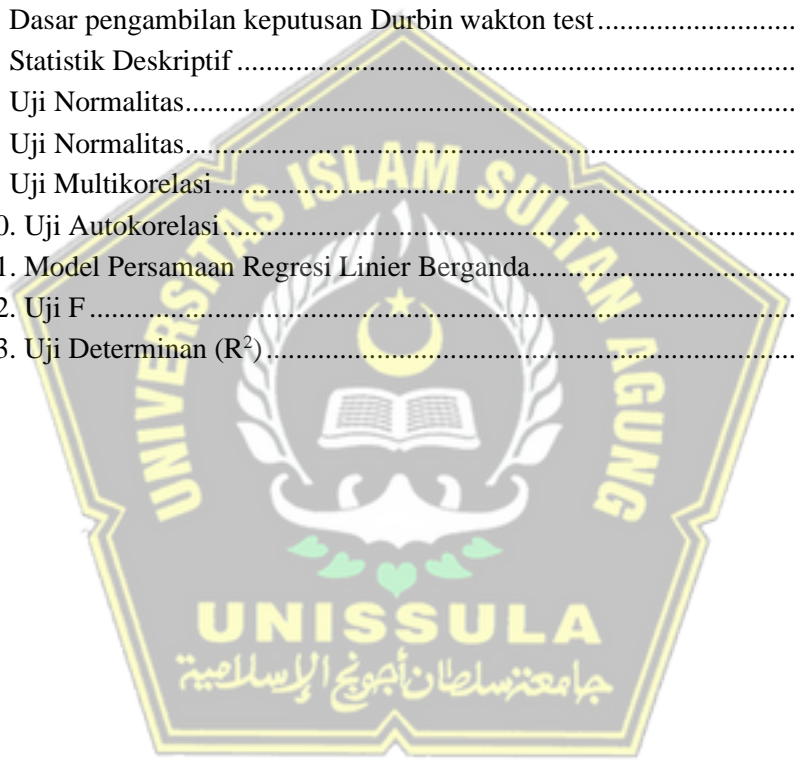 Dasar pengambilan keputusan Durbin wakton test..........................
Statistik Deskriptif..........................................................................
Uji Normalitas.................................................................................
Uji Normalitas.................................................................................
Uji Multikorelasi.............................................................................
0. Uji Autokorelasi............................................................................
1. Model Persamaan Regresi Linier Berganda...................................
2. Uji F..............................................................................................
3. Uji Determinan (R²)......................................................................
UNIVERSITAS ISLAM SULTAN AGUNG
UNISSULA
جامعة سلطان أجونج الإسلامية